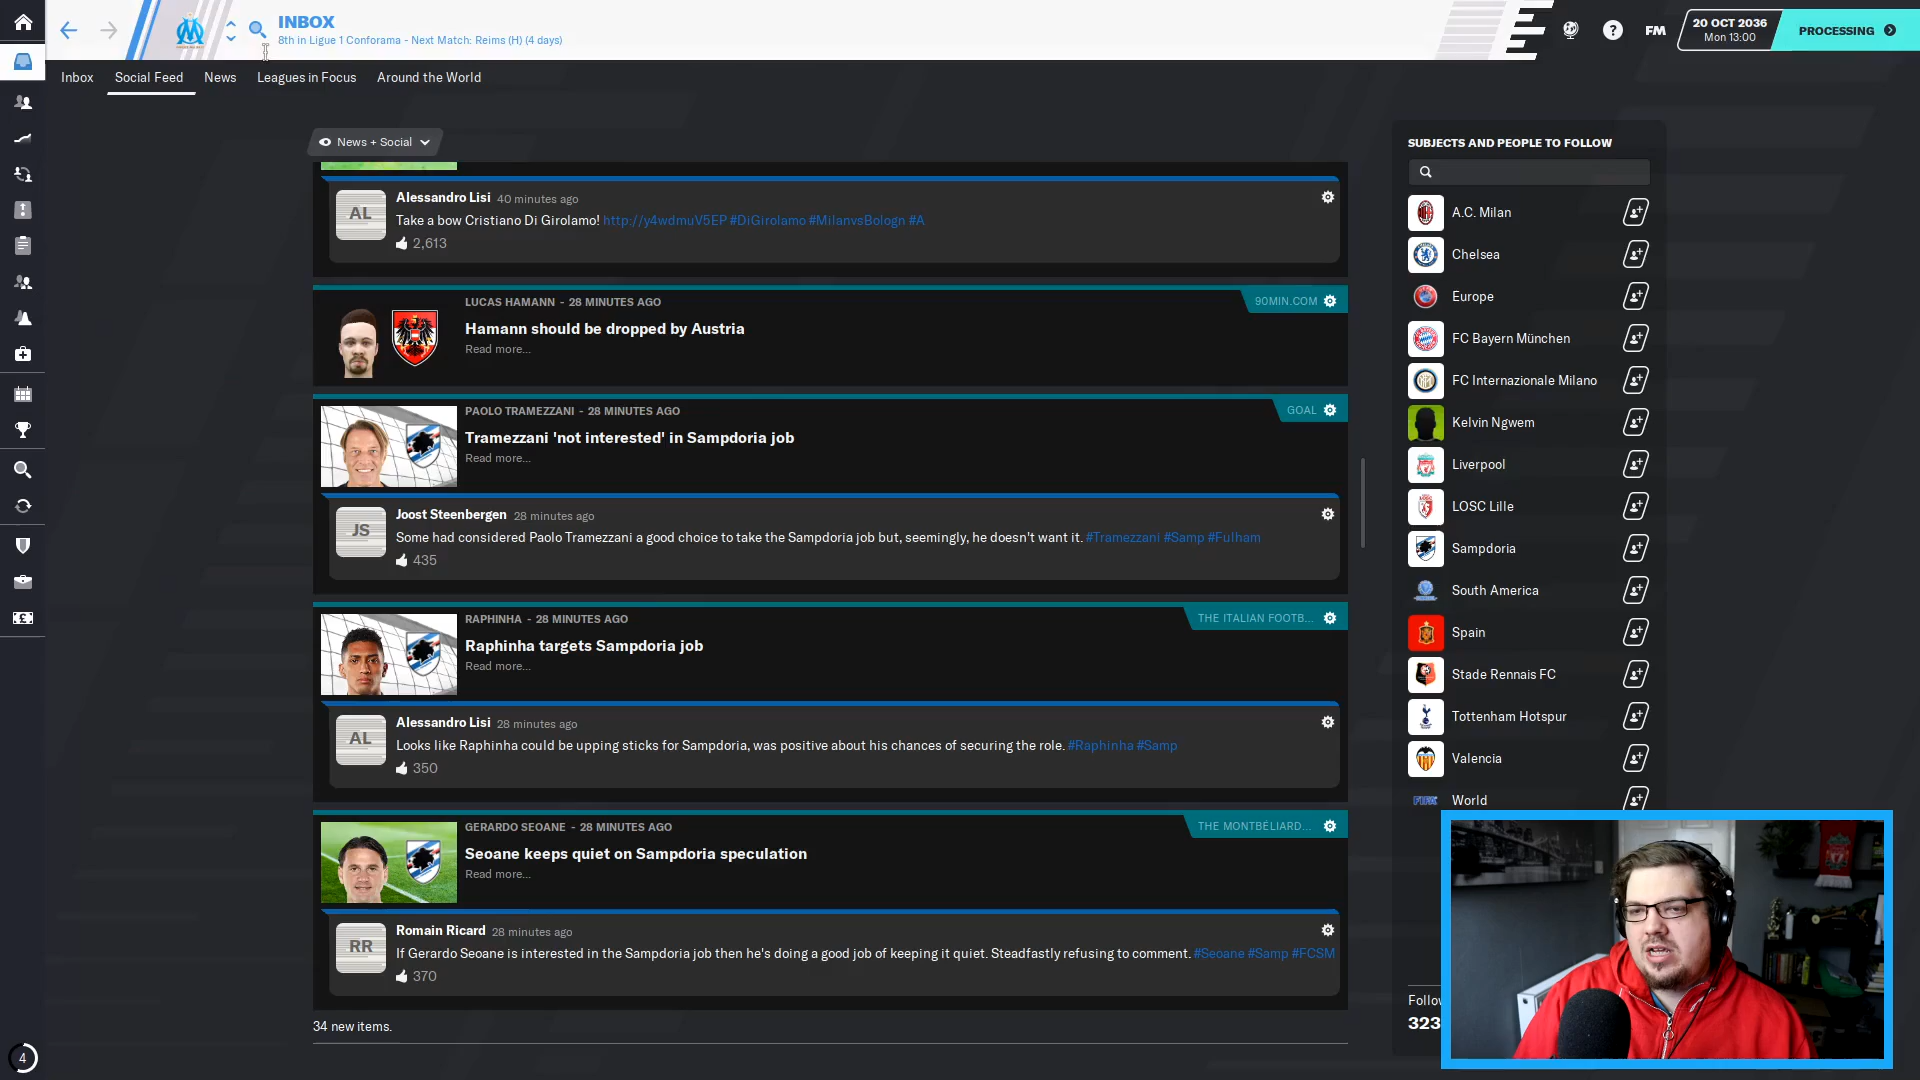 INBOX
8th in Ligue 1 Conforama - Next Match: Reims (H) (4 days)
FM
20 OCT 2036
Mon 13:00
PROCESSING
Inbox
Social Feed
News
Leagues in Focus
Around the World
News + Social
AL
Alessandro Lisi 40 minutes ago
Take a bow Cristiano Di Girolamo! http://y4wdmuV5EP #DiGirolamo #MilanvsBologn #A
2,613
LUCAS HAMANN - 28 MINUTES AGO
90MIN.COM
Hamann should be dropped by Austria
Read more...
PAOLO TRAMEZZANI - 28 MINUTES AGO
GOAL
Tramezzani 'not interested' in Sampdoria job
Read more...
JS
Joost Steenbergen 28 minutes ago
Some had considered Paolo Tramezzani a good choice to take the Sampdoria job but, seemingly, he doesn't want it. #Tramezzani #Samp #Fulham
435
RAPHINHA - 28 MINUTES AGO
THE ITALIAN FOOTB...
Raphinha targets Sampdoria job
Read more...
AL
Alessandro Lisi 28 minutes ago
Looks like Raphinha could be upping sticks for Sampdoria, was positive about his chances of securing the role. #Raphinha #Samp
350
GERARDO SEOANE - 28 MINUTES AGO
THE MONTBÉLIARD...
Seoane keeps quiet on Sampdoria speculation
Read more...
RR
Romain Ricard 28 minutes ago
If Gerardo Seoane is interested in the Sampdoria job then he's doing a good job of keeping it quiet. Steadfastly refusing to comment. #Seoane #Samp #FCSM
370
34 new items.
SUBJECTS AND PEOPLE TO FOLLOW
A.C. Milan
Chelsea
Europe
FC Bayern München
FC Internazionale Milano
Kelvin Ngwem
Liverpool
LOSC Lille
Sampdoria
South America
Spain
Stade Rennais FC
Tottenham Hotspur
Valencia
FIFA World
Follow
323
4